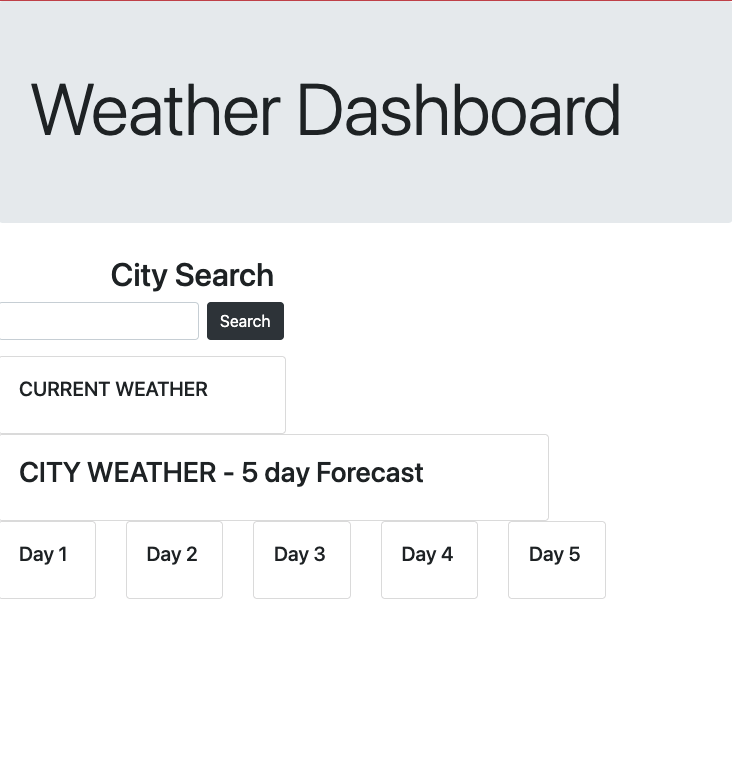 Weather Dashboard
City Search
Search
CURRENT WEATHER
CITY WEATHER - 5 day Forecast
Day 1 Day 2 Day 3 Day 4 Day 5